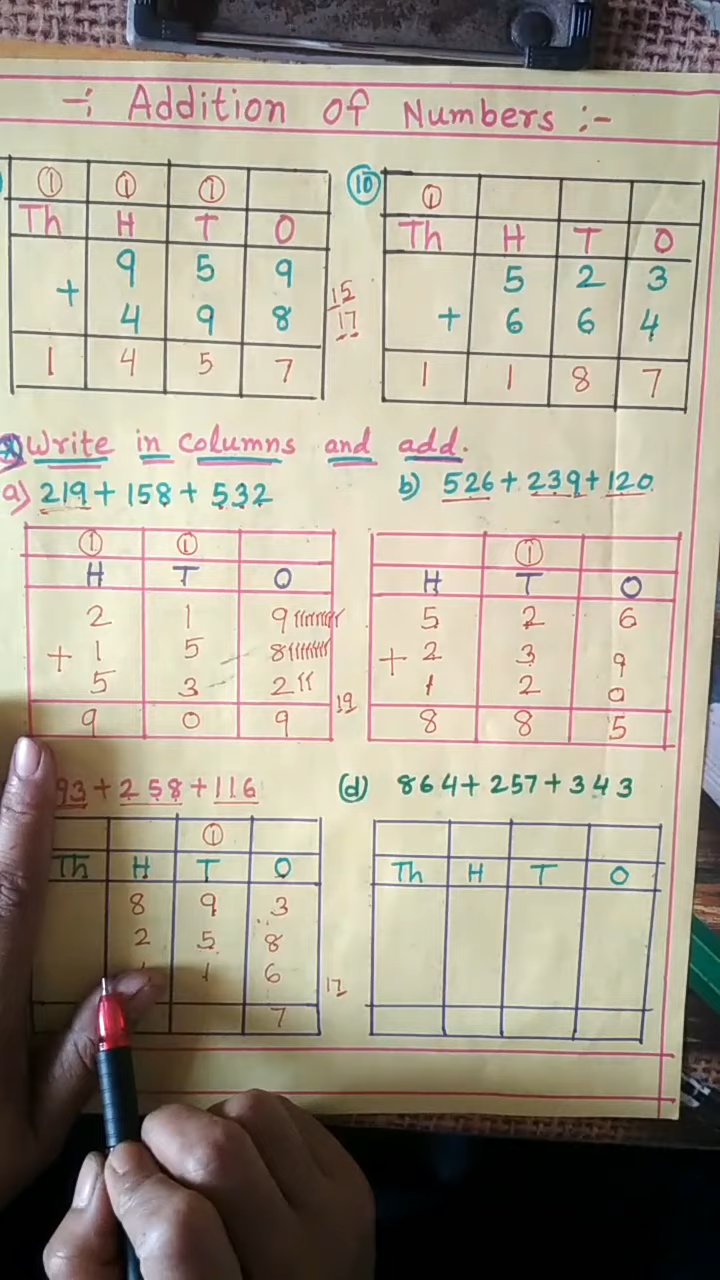 -: Addition of Numbers :-
① ① ①
Th H T O
9 5 9
+ 4 9 8
1 4 5 7
15
17
10
①
Th H T O
5 2 3
+ 6 6 4
1 1 8 7
Write in columns and add.
a) 219 + 158 + 532
① ①
H T O
2 1 9
+ 1 5 8
5 3 2
9 0 9
19
b) 526 + 239 + 120
①
H T O
5 2 6
+ 2 3 9
1 2 0
8 8 5
93 + 258 + 116
①
Th H T O
8 9 3
2 5 8
1 1 6
7
17
(d) 864 + 257 + 343
Th H T O